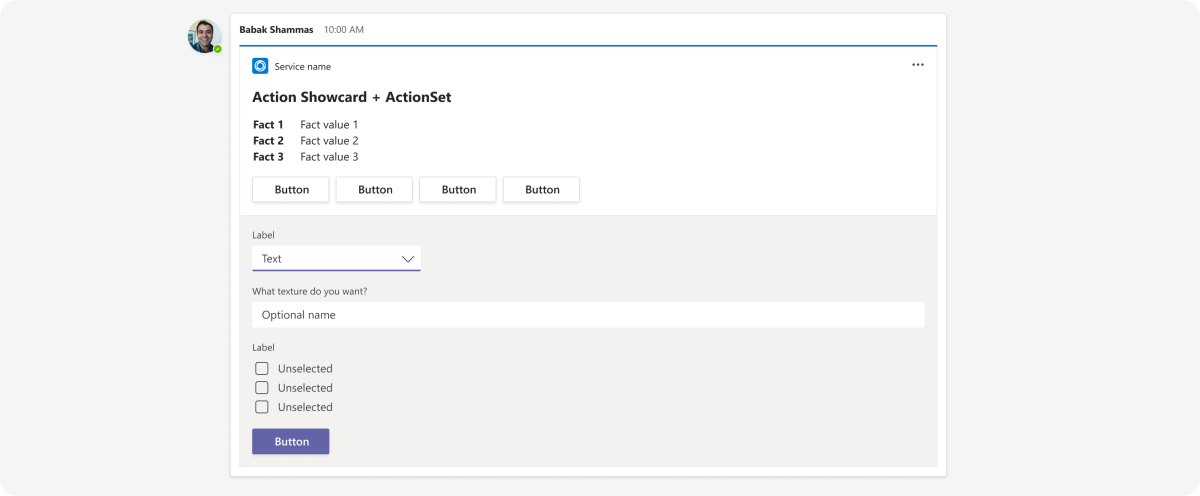 Babak Shammas 10:00 AM
Service name
Action Showcard + ActionSet
Fact 1 Fact value 1
Fact 2 Fact value 2
Fact 3 Fact value 3
Button Button Button Button
Label
Text
What texture do you want?
Optional name
Label
Unselected
Unselected
Unselected
Button